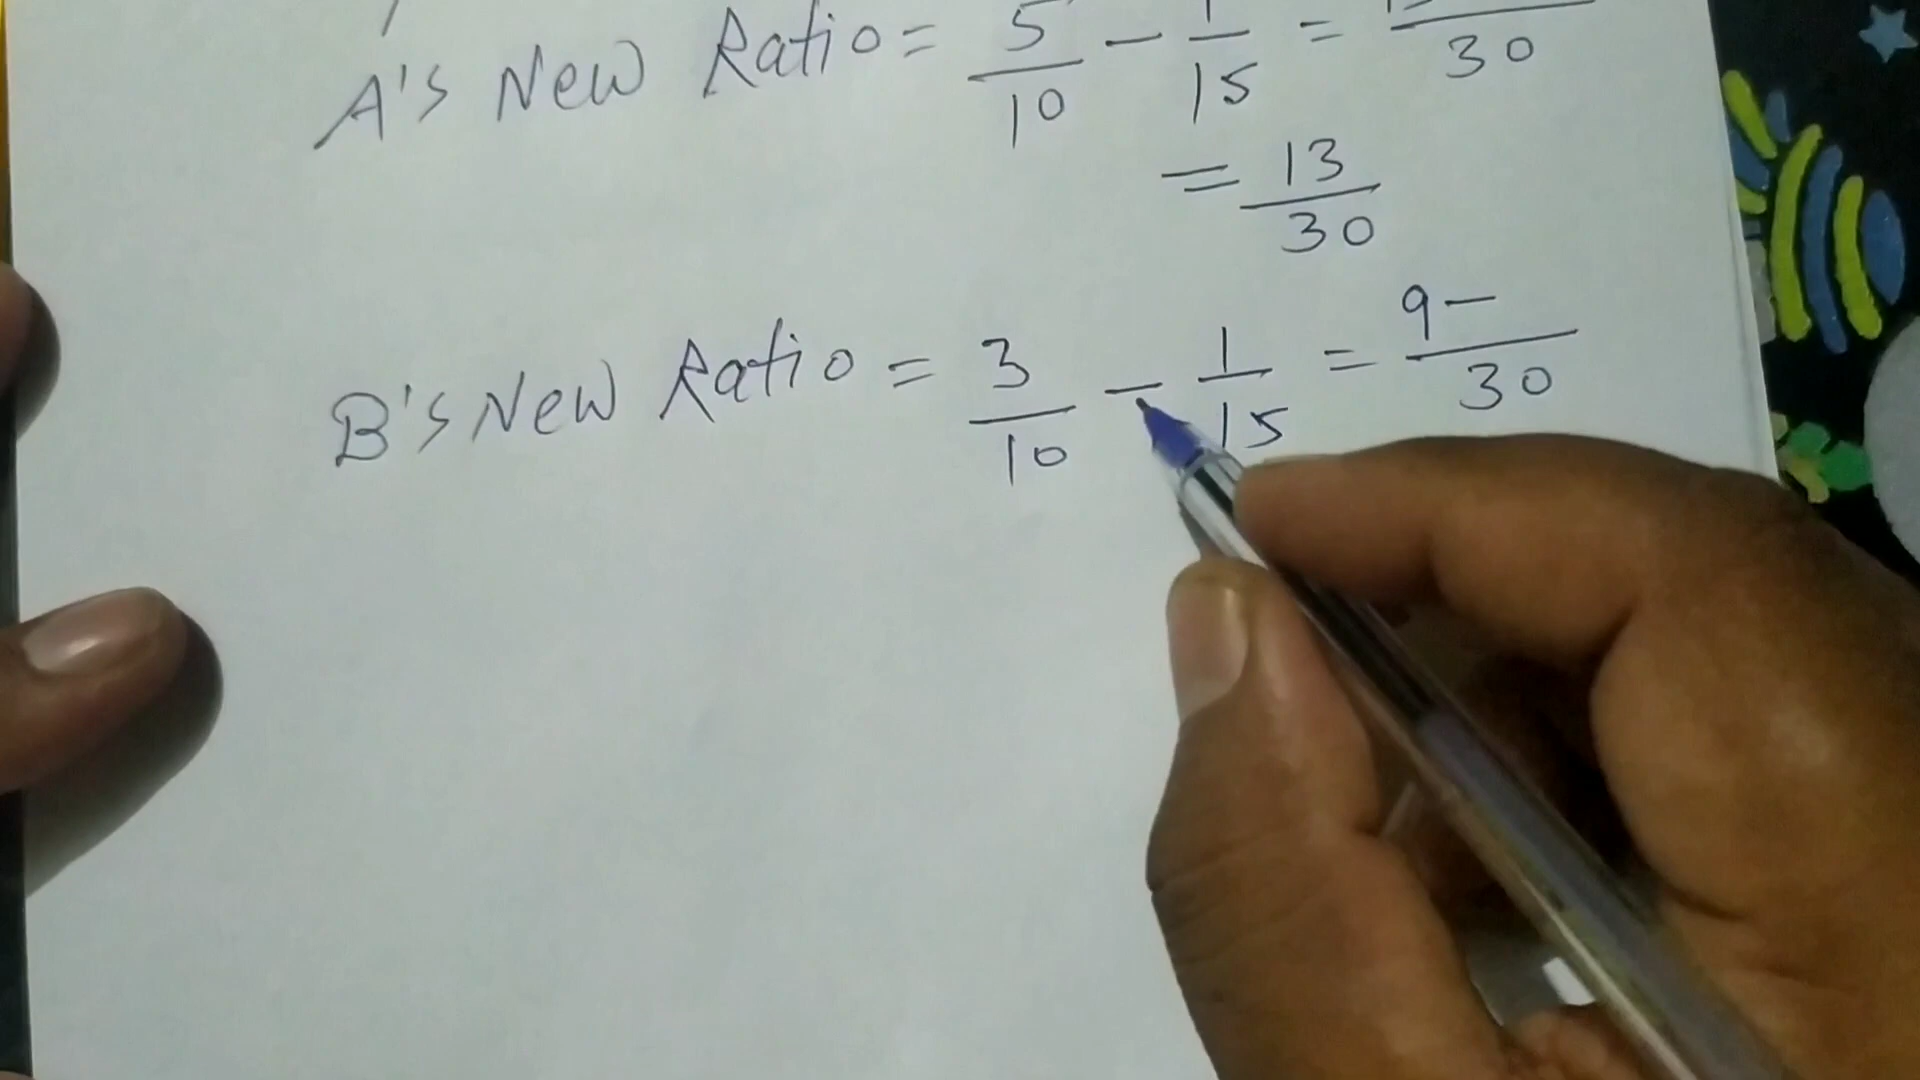 A's New Ratio = 5/10 - 1/15 = /30
= 13/30
B's New Ratio = 3/10 - 1/15 = 9-/30